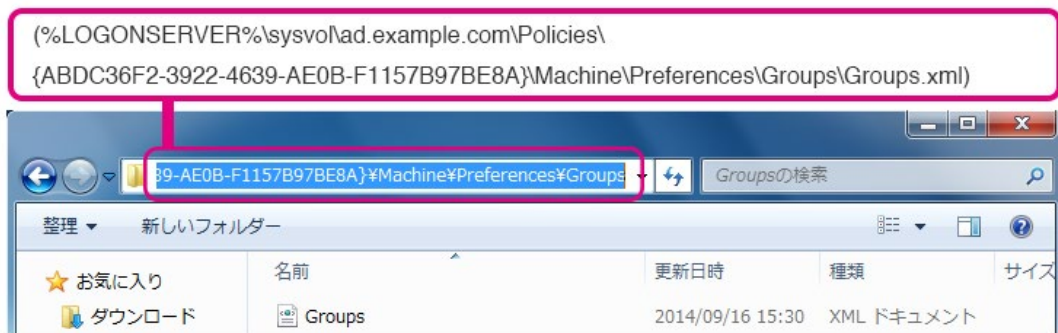 (%LOGONSERVER%\sysvol\ad.example.com\Policies\
{ABDC36F2-3922-4639-AE0B-F1157B97BE8A}\Machine\Preferences\Groups\Groups.xml)
39-AE0B-F1157B97BE8A}¥Machine¥Preferences¥Groups
Groupsの検索
整理 新しいフォルダー
お気に入り 名前 更新日時 種類 サイズ
ダウンロード Groups 2014/09/16 15:30 XML ドキュメント